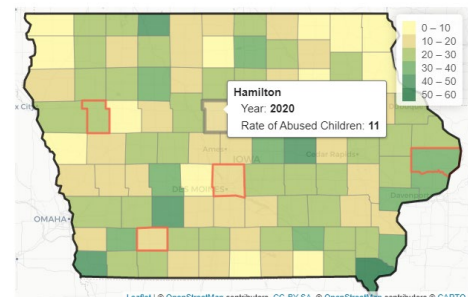 0 – 10
10 – 20
20 – 30
30 – 40
40 – 50
50 – 60
Hamilton
Year: 2020
Rate of Abused Children: 11
Ames
IOWA
Cedar Rapids
DES MOINES
Davenport
OMAHA
Leaflet | © OpenStreetMap contributors, CC-BY-SA, © OpenStreetMap contributors © CARTO